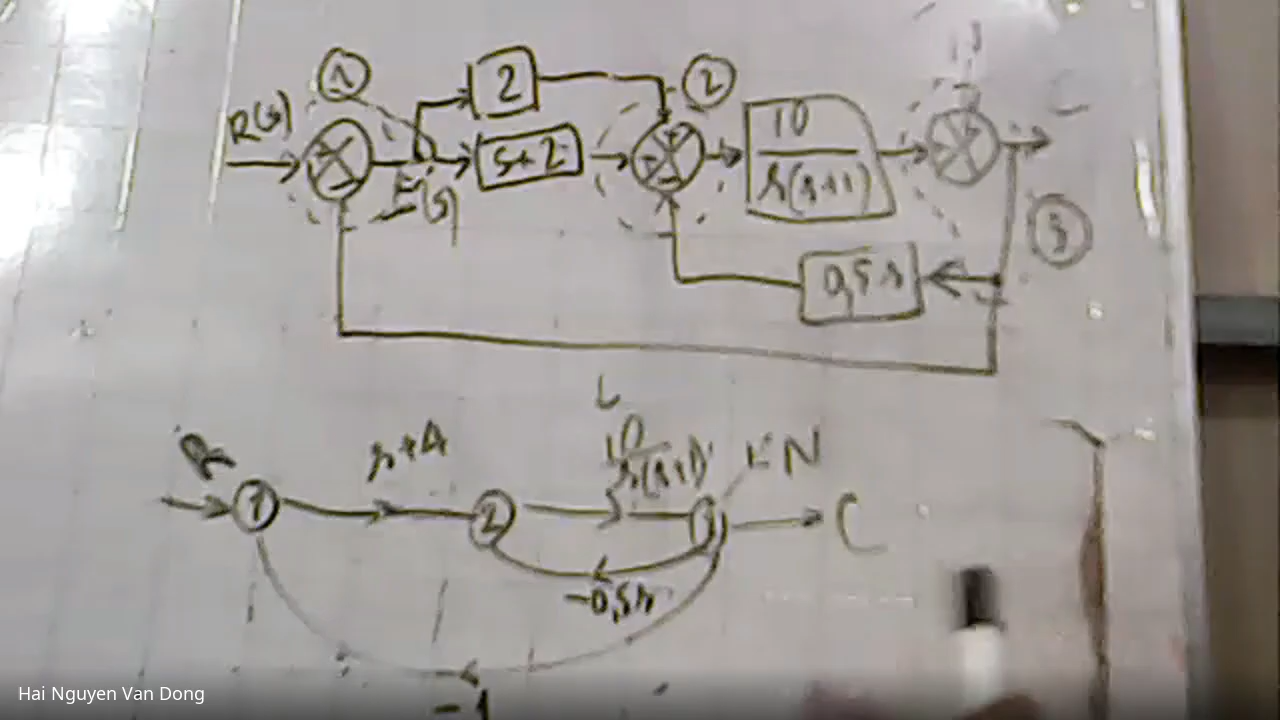 1
2
2
N
R(s)
s+2
10
s(s+1)
C
E(s)
0,5s
3
R
s+4
10
s(s+1)
N
1
2
3
C
-0,5s
-1
Hai Nguyen Van Dong